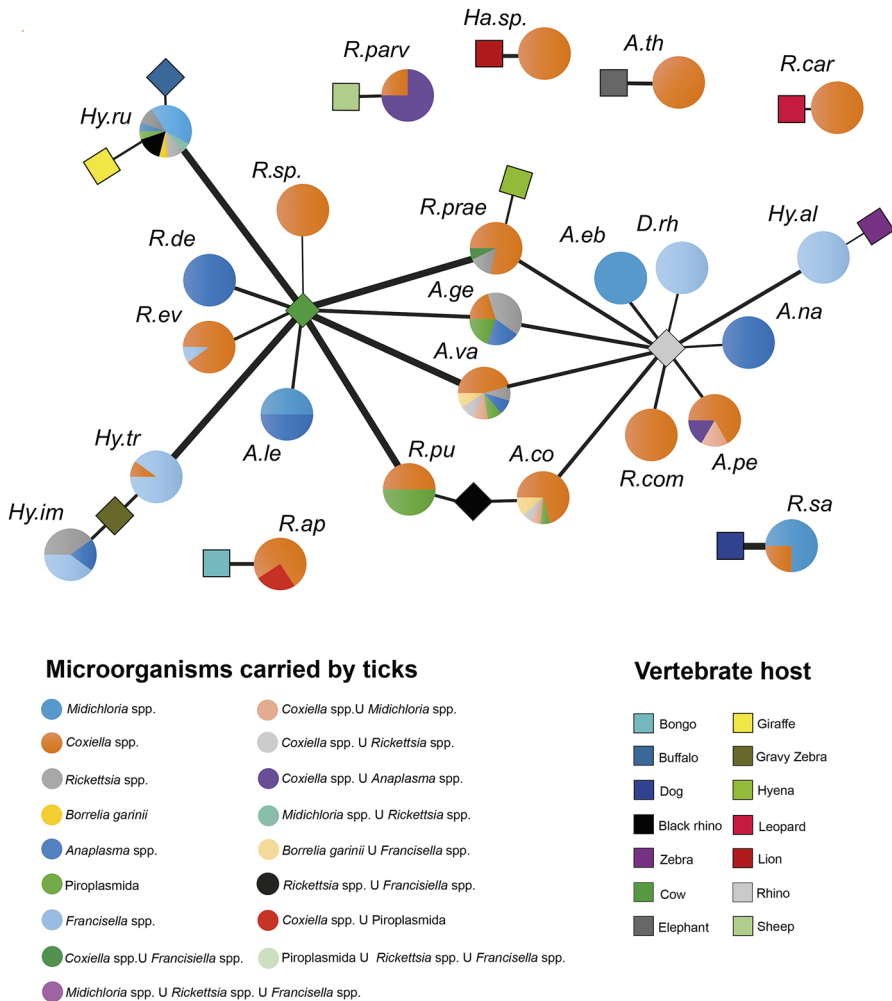 Ha.sp.
A.th
R.parv
R.car
Hy.ru
R.sp.
R.prae
A.eb
D.rh
Hy.al
R.de
A.ge
A.na
R.ev
A.va
Hy.tr
A.le
R.pu
A.co
R.com
A.pe
Hy.im
R.ap
R.sa
Microorganisms carried by ticks
Midichloria spp.
Coxiella spp.
Rickettsia spp.
Borrelia garinii
Anaplasma spp.
Piroplasmida
Francisella spp.
Coxiella spp.U Francisiella spp.
Midichloria spp. U Rickettsia spp. U Francisella spp.
Coxiella spp.U Midichloria spp.
Coxiella spp. U Rickettsia spp.
Coxiella spp. U Anaplasma spp.
Midichloria spp. U Rickettsia spp.
Borrelia garinii U Francisella spp.
Rickettsia spp. U Francisiella spp.
Coxiella spp. U Piroplasmida
Piroplasmida U Rickettsia spp. U Francisella spp.
Vertebrate host
Bongo
Buffalo
Dog
Black rhino
Zebra
Cow
Elephant
Giraffe
Gravy Zebra
Hyena
Leopard
Lion
Rhino
Sheep